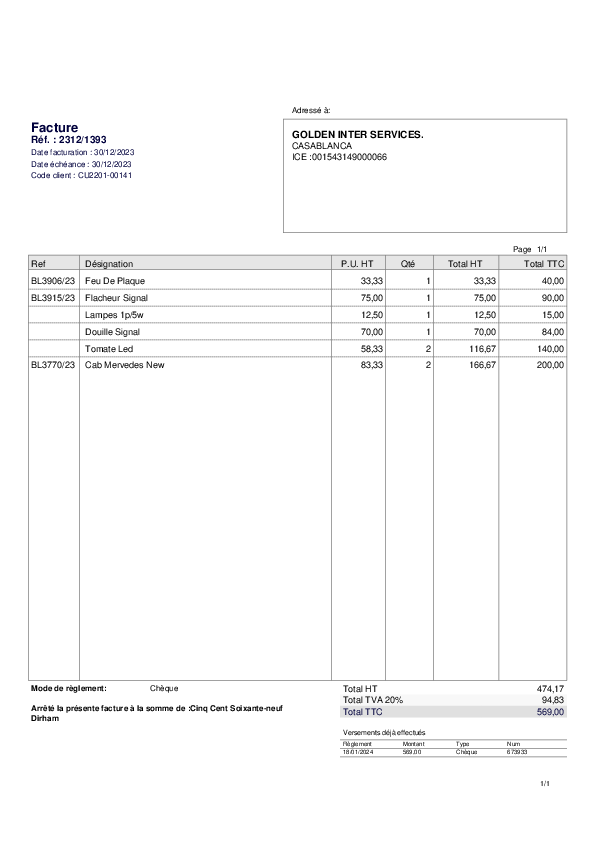 Adressé à:
Facture
Réf. : 2312/1393
Date facturation : 30/12/2023
Date échéance : 30/12/2023
Code client : CU2201-00141
GOLDEN INTER SERVICES.
CASABLANCA
ICE :001543149000066
Page 1/1
Ref Désignation P.U. HT Qté Total HT Total TTC
BL3906/23 Feu De Plaque 33,33 1 33,33 40,00
BL3915/23 Flacheur Signal 75,00 1 75,00 90,00
Lampes 1p/5w 12,50 1 12,50 15,00
Douille Signal 70,00 1 70,00 84,00
Tomate Led 58,33 2 116,67 140,00
BL3770/23 Cab Mervedes New 83,33 2 166,67 200,00
Mode de règlement: Chèque
Arrêté la présente facture à la somme de :Cinq Cent Soixante-neuf
Dirham
Total HT 474,17
Total TVA 20% 94,83
Total TTC 569,00
Versements déjà effectués
Règlement Montant Type Num
18/01/2024 569,00 Chèque 673933
1/1